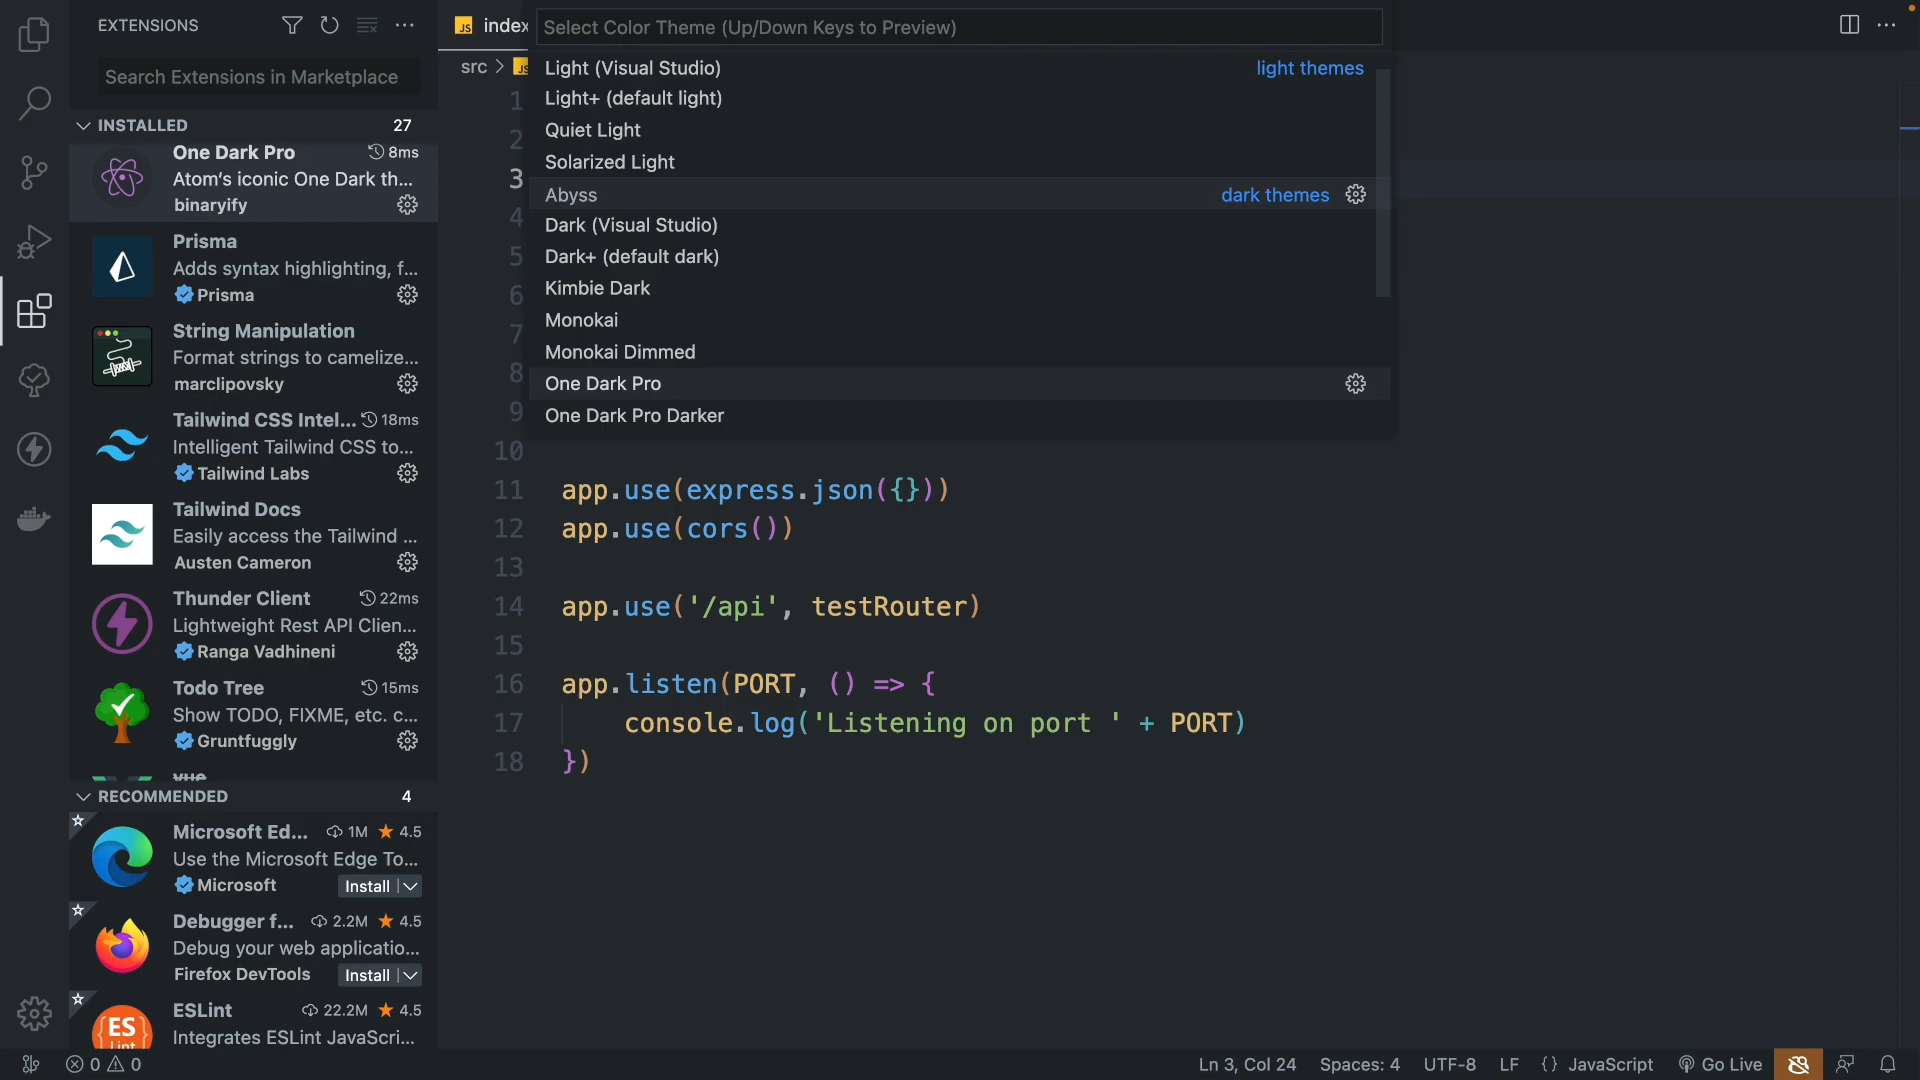 EXTENSIONS
Search Extensions in Marketplace
INSTALLED 27
One Dark Pro 8ms
Atom's iconic One Dark th...
binaryify
Prisma
Adds syntax highlighting, f...
Prisma
String Manipulation
Format strings to camelize...
marclipovsky
Tailwind CSS Intel... 18ms
Intelligent Tailwind CSS to...
Tailwind Labs
Tailwind Docs
Easily access the Tailwind ...
Austen Cameron
Thunder Client 22ms
Lightweight Rest API Clien...
Ranga Vadhineni
Todo Tree 15ms
Show TODO, FIXME, etc. c...
Gruntfuggly
vue
RECOMMENDED 4
Microsoft Ed... 1M 4.5
Use the Microsoft Edge To...
Microsoft Install
Debugger f... 2.2M 4.5
Debug your web applicatio...
Firefox DevTools Install
ES Lint
ESLint 22.2M 4.5
Integrates ESLint JavaScri...
JS index
src > JS
Select Color Theme (Up/Down Keys to Preview)
Light (Visual Studio) light themes
Light+ (default light)
Quiet Light
Solarized Light
Abyss dark themes
Dark (Visual Studio)
Dark+ (default dark)
Kimbie Dark
Monokai
Monokai Dimmed
One Dark Pro
One Dark Pro Darker
1
2
3
4
5
6
7
8
9
10
11 app.use(express.json({}))
12 app.use(cors())
13
14 app.use('/api', testRouter)
15
16 app.listen(PORT, () => {
17 console.log('Listening on port ' + PORT)
18 })
0 0
Ln 3, Col 24 Spaces: 4 UTF-8 LF {} JavaScript Go Live